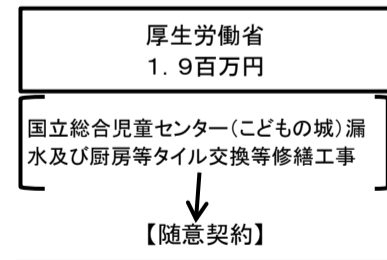 厚生労働省
１．９百万円
国立総合児童センター（こどもの城）漏
水及び厨房等タイル交換等修繕工事
【随意契約】